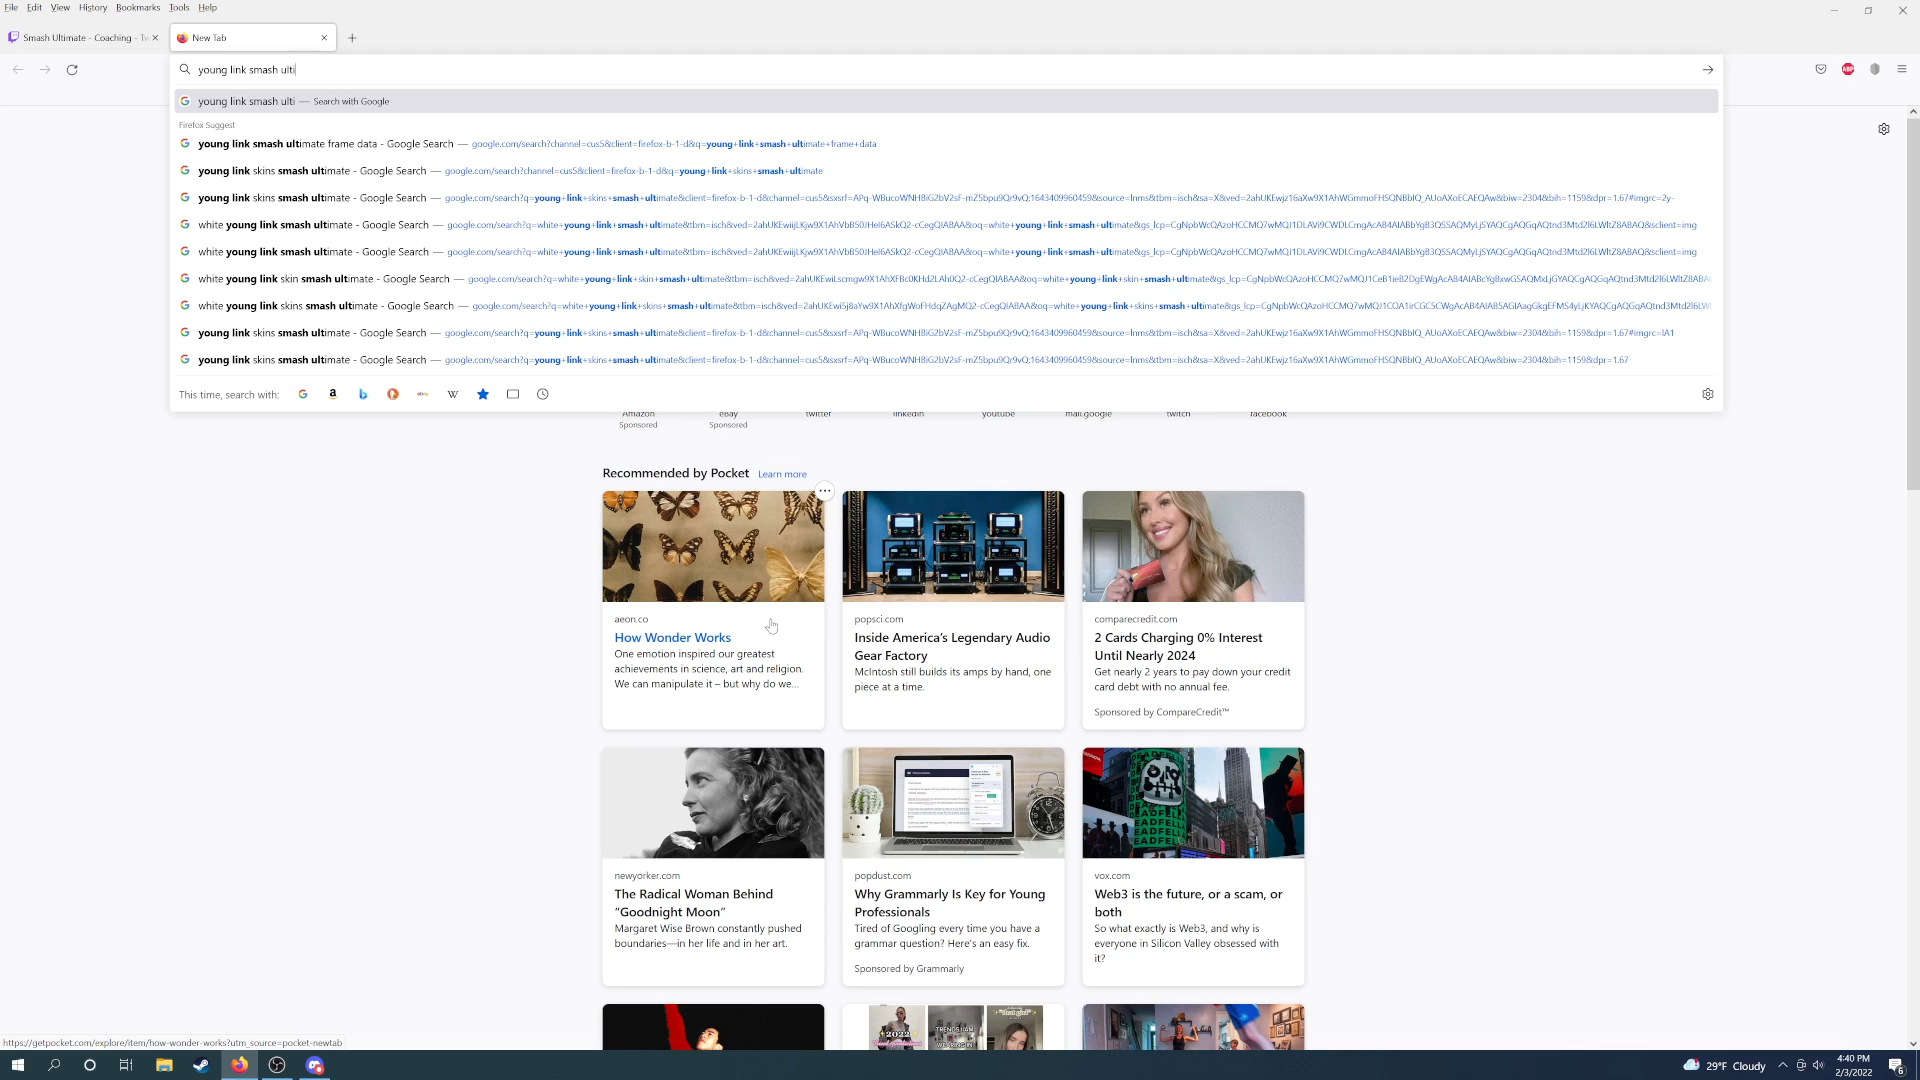 File Edit View History Bookmarks Tools Help
Smash Ultimate - Coaching - Tw
New Tab
young link smash ulti
young link smash ulti — Search with Google
Firefox Suggest
young link smash ultimate frame data - Google Search — google.com/search?channel=cus5&client=firefox-b-1-d&q=young+link+smash+ultimate+frame+data
young link skins smash ultimate - Google Search — google.com/search?channel=cus5&client=firefox-b-1-d&q=young+link+skins+smash+ultimate
young link skins smash ultimate - Google Search —
white young link smash ultimate - Google Search —
white young link smash ultimate - Google Search —
white young link skin smash ultimate - Google Search —
white young link skins smash ultimate - Google Search —
young link skins smash ultimate - Google Search —
young link skins smash ultimate - Google Search —
This time, search with:
Amazon eBay twitter linkedin youtube mail.google twitch facebook
Sponsored Sponsored
Recommended by Pocket Learn more
aeon.co
How Wonder Works
One emotion inspired our greatest
achievements in science, art and religion.
We can manipulate it – but why do we...
popsci.com
Inside America's Legendary Audio
Gear Factory
McIntosh still builds its amps by hand, one
piece at a time.
comparecredit.com
2 Cards Charging 0% Interest
Until Nearly 2024
Get nearly 2 years to pay down your credit
card debt with no annual fee.
Sponsored by CompareCredit™
newyorker.com
The Radical Woman Behind
“Goodnight Moon”
Margaret Wise Brown constantly pushed
boundaries—in her life and in her art.
popdust.com
Why Grammarly Is Key for Young
Professionals
Tired of Googling every time you have a
grammar question? Here's an easy fix.
Sponsored by Grammarly
vox.com
Web3 is the future, or a scam, or
both
So what exactly is Web3, and why is
everyone in Silicon Valley obsessed with
it?
https://getpocket.com/explore/item/how-wonder-works?utm_source=pocket-newtab
29°F Cloudy
4:40 PM
2/3/2022
6